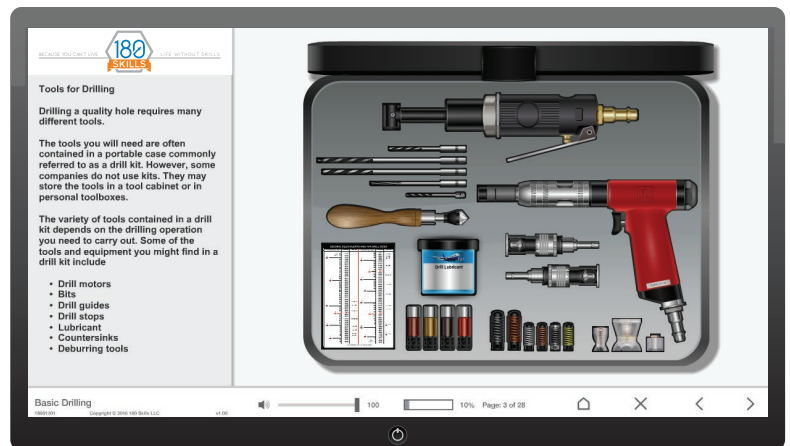 BECAUSE YOU CAN'T LIVE
180
SKILLS
LIFE WITHOUT SKILLS
Tools for Drilling
Drilling a quality hole requires many
different tools.
The tools you will need are often
contained in a portable case commonly
referred to as a drill kit. However, some
companies do not use kits. They may
store the tools in a tool cabinet or in
personal toolboxes.
The variety of tools contained in a drill
kit depends on the drilling operation
you need to carry out. Some of the
tools and equipment you might find in a
drill kit include
• Drill motors
• Bits
• Drill guides
• Drill stops
• Lubricant
• Countersinks
• Deburring tools
Drill Lubricant
Basic Drilling
Copyright © 2016 180 Skills LLC
100
10%
Page: 3 of 28